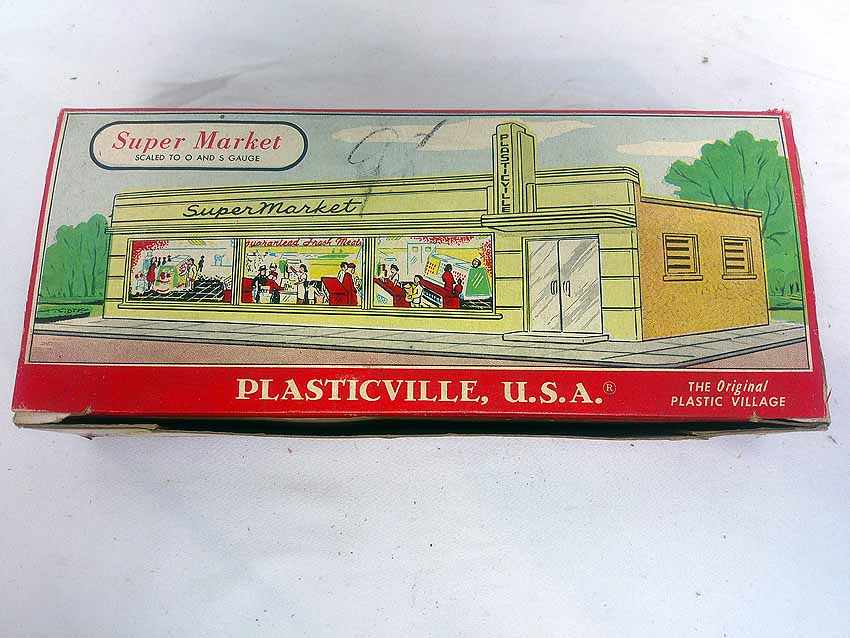 Super Market
SCALED TO O AND S GAUGE
PLASTICVILLE
SuperMarket
guaranteed Fresh Meats
PLASTICVILLE, U.S.A.®
THE Original
PLASTIC VILLAGE